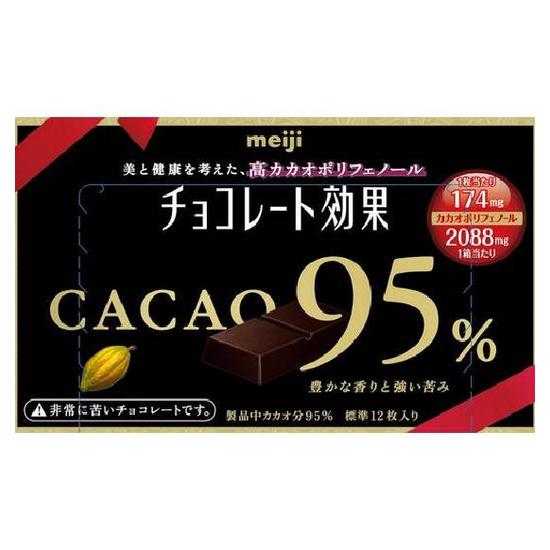 meiji
美と健康を考えた、高カカオポリフェノール
チョコレート効果
1枚当たり
174mg
カカオポリフェノール
2088mg
1箱当たり
CACAO 95%
豊かな香りと強い苦み
⚠非常に苦いチョコレートです。
製品中カカオ分95% 標準12枚入り